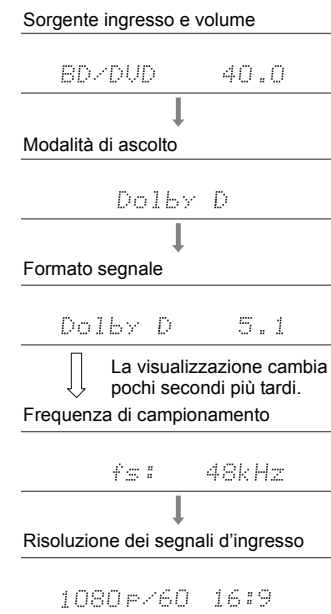 Sorgente ingresso e volume
BD/DVD 40.0
Modalità di ascolto
Dolby D
Formato segnale
Dolby D 5.1
La visualizzazione cambia
pochi secondi più tardi.
Frequenza di campionamento
fs: 48kHz
Risoluzione dei segnali d'ingresso
1080p/60 16:9